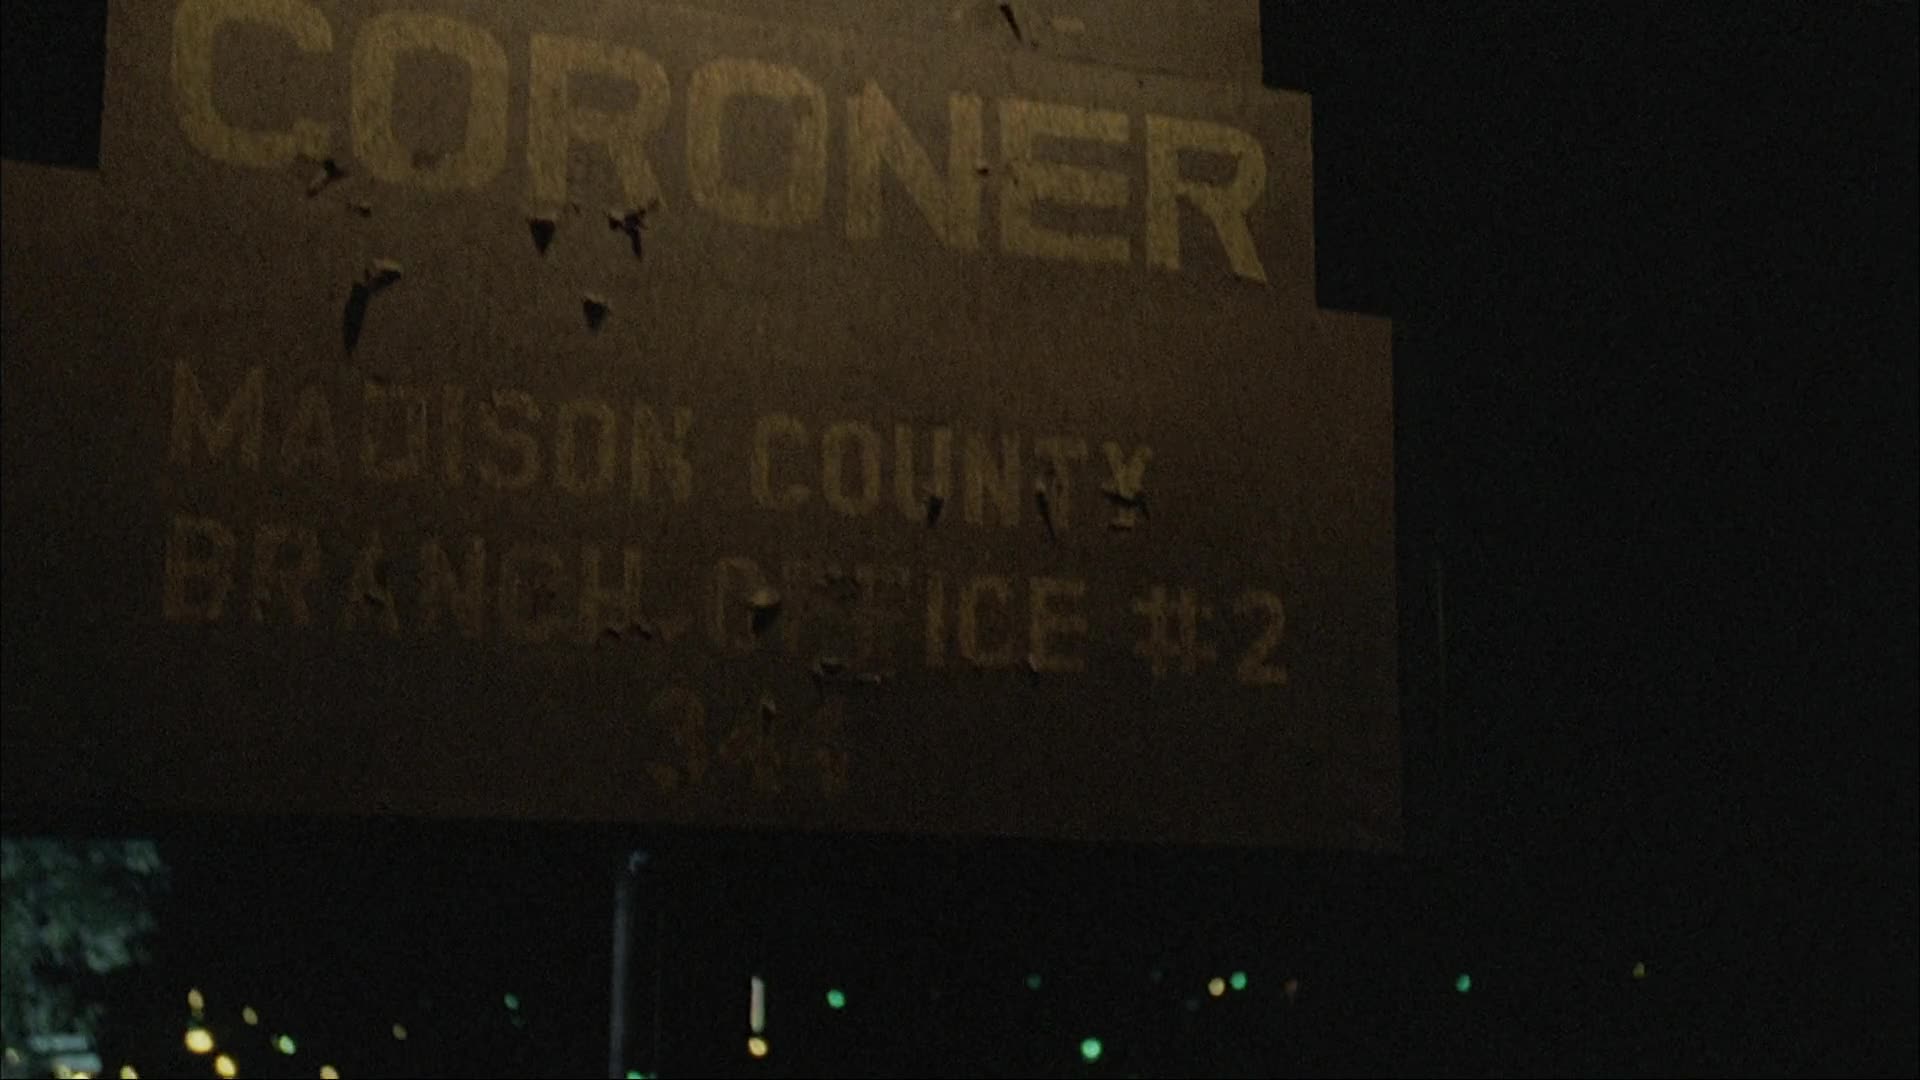 CORONER
MADISON COUNTY
BRANCH OFFICE #2